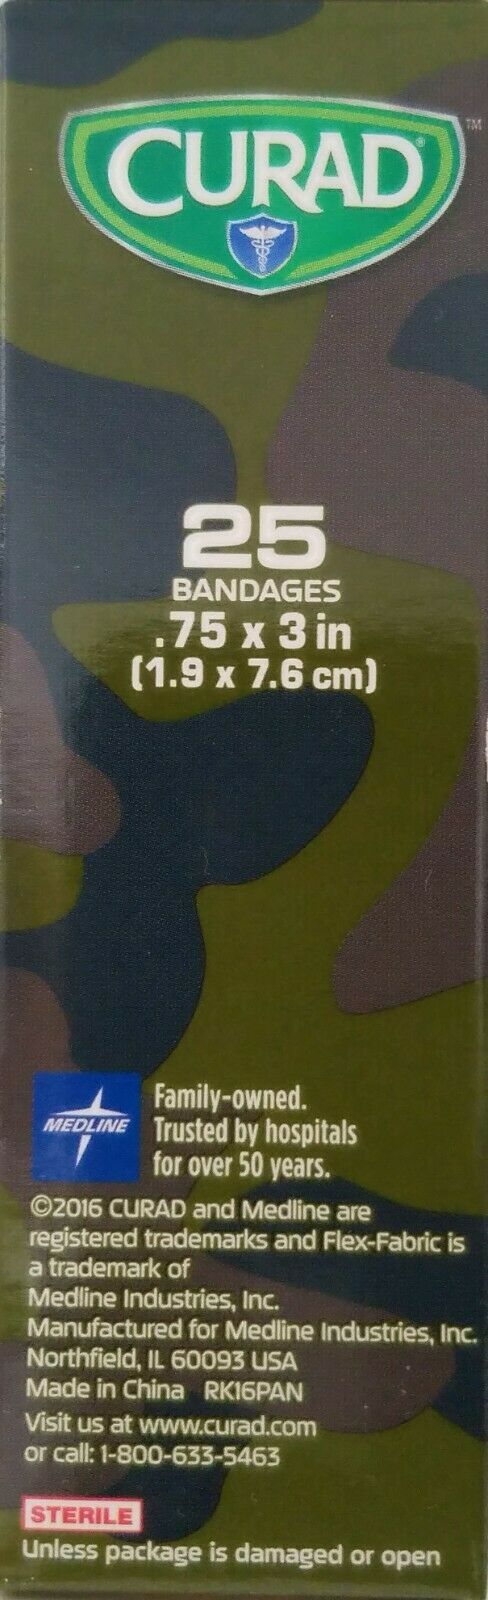 CURAD® ™
25
BANDAGES
.75 x 3 in
(1.9 x 7.6 cm)
MEDLINE
Family-owned.
Trusted by hospitals
for over 50 years.
©2016 CURAD and Medline are
registered trademarks and Flex-Fabric is
a trademark of
Medline Industries, Inc.
Manufactured for Medline Industries, Inc.
Northfield, IL 60093 USA
Made in China RK16PAN
Visit us at www.curad.com
or call: 1-800-633-5463
STERILE
Unless package is damaged or open